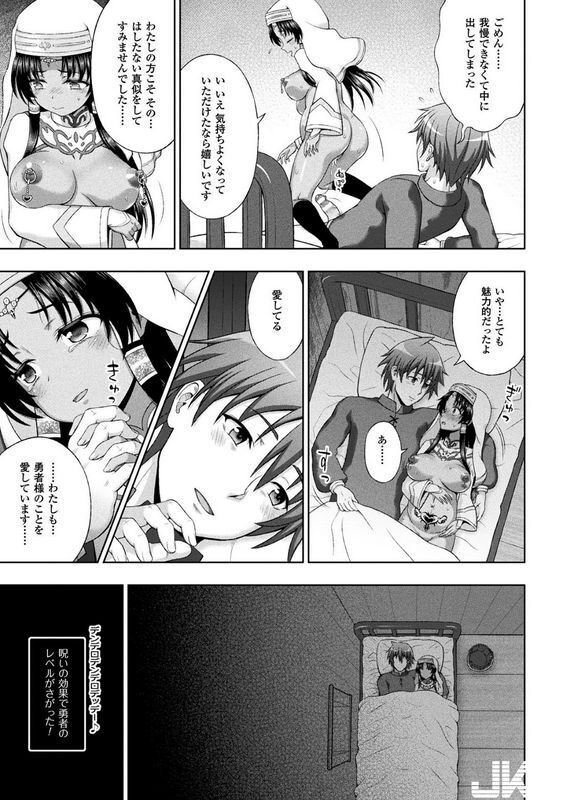 ごめん……
我慢できなくて中に
出してしまった
いいえ 気持ちよくなって
いただけたなら嬉しいです
わたしの方こそ その…
はしたない真似をして
すみませんでした……
いや…とても
魅力的だったよ
ぎゅっ
あ……
すっ
愛してる
きゅっ
……わたしも…
勇者様のことを
愛しています……
デンデロデンデロデッデー♪
呪いの効果で勇者の
レベルがさがった！
JK